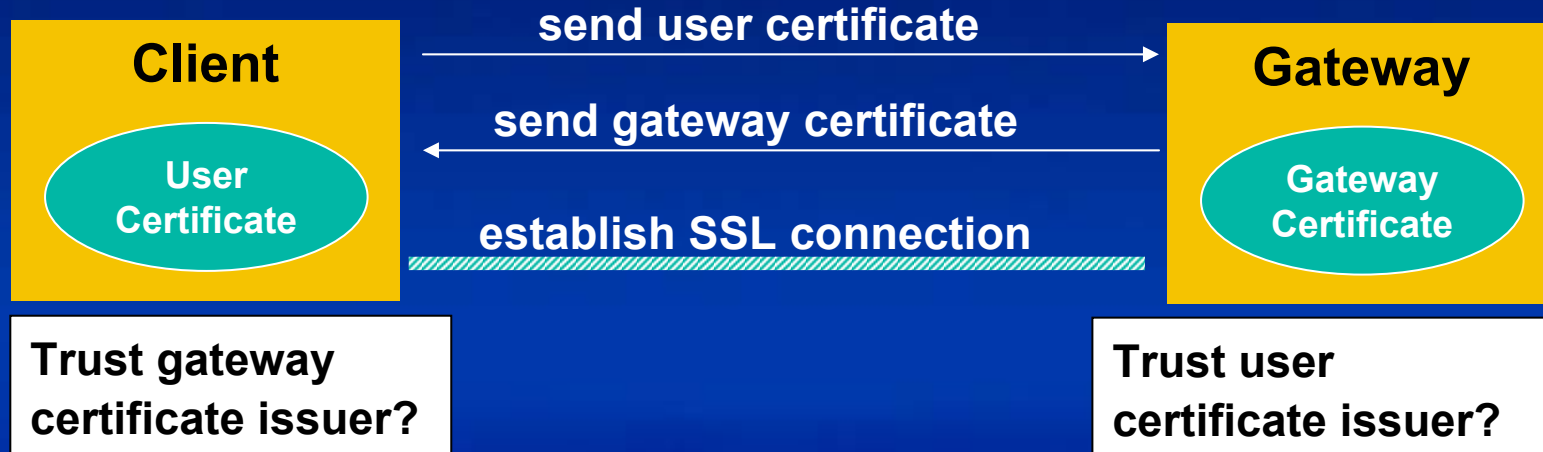 send user certificate
Client
Gateway
send gateway certificate
User
Certificate
Gateway
Certificate
establish SSL connection
Trust gateway
certificate issuer?
Trust user
certificate issuer?